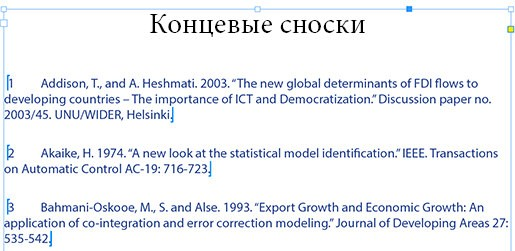 Концевые сноски
1 Addison, T., and A. Heshmati. 2003. “The new global determinants of FDI flows to
developing countries – The importance of ICT and Democratization.” Discussion paper no.
2003/45. UNU/WIDER, Helsinki.
2 Akaike, H. 1974. “A new look at the statistical model identification.” IEEE. Transactions
on Automatic Control AC-19: 716-723.
3 Bahmani-Oskooe, M., S. and Alse. 1993. “Export Growth and Economic Growth: An
application of co-integration and error correction modeling.” Journal of Developing Areas 27:
535-542.